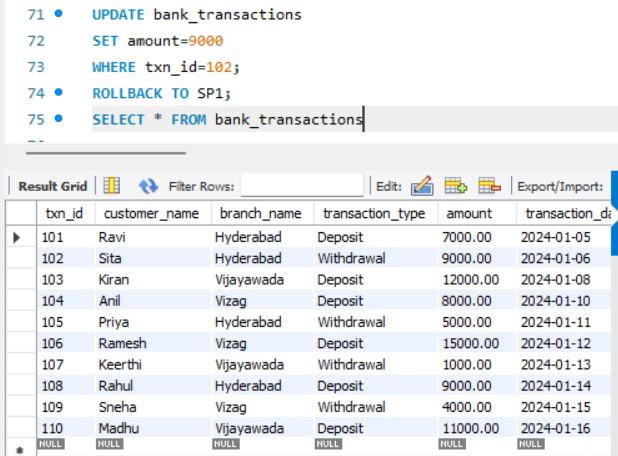 71 UPDATE bank_transactions
72 SET amount=9000
73 WHERE txn_id=102;
74 ROLLBACK TO SP1;
75 SELECT * FROM bank_transactions
Result Grid Filter Rows: Edit: Export/Import:
txn_id customer_name branch_name transaction_type amount transaction_da
101 Ravi Hyderabad Deposit 7000.00 2024-01-05
102 Sita Hyderabad Withdrawal 9000.00 2024-01-06
103 Kiran Vijayawada Deposit 12000.00 2024-01-08
104 Anil Vizag Deposit 8000.00 2024-01-10
105 Priya Hyderabad Withdrawal 5000.00 2024-01-11
106 Ramesh Vizag Deposit 15000.00 2024-01-12
107 Keerthi Vijayawada Withdrawal 1000.00 2024-01-13
108 Rahul Hyderabad Deposit 9000.00 2024-01-14
109 Sneha Vizag Withdrawal 4000.00 2024-01-15
110 Madhu Vijayawada Deposit 11000.00 2024-01-16
NULL NULL NULL NULL NULL NULL